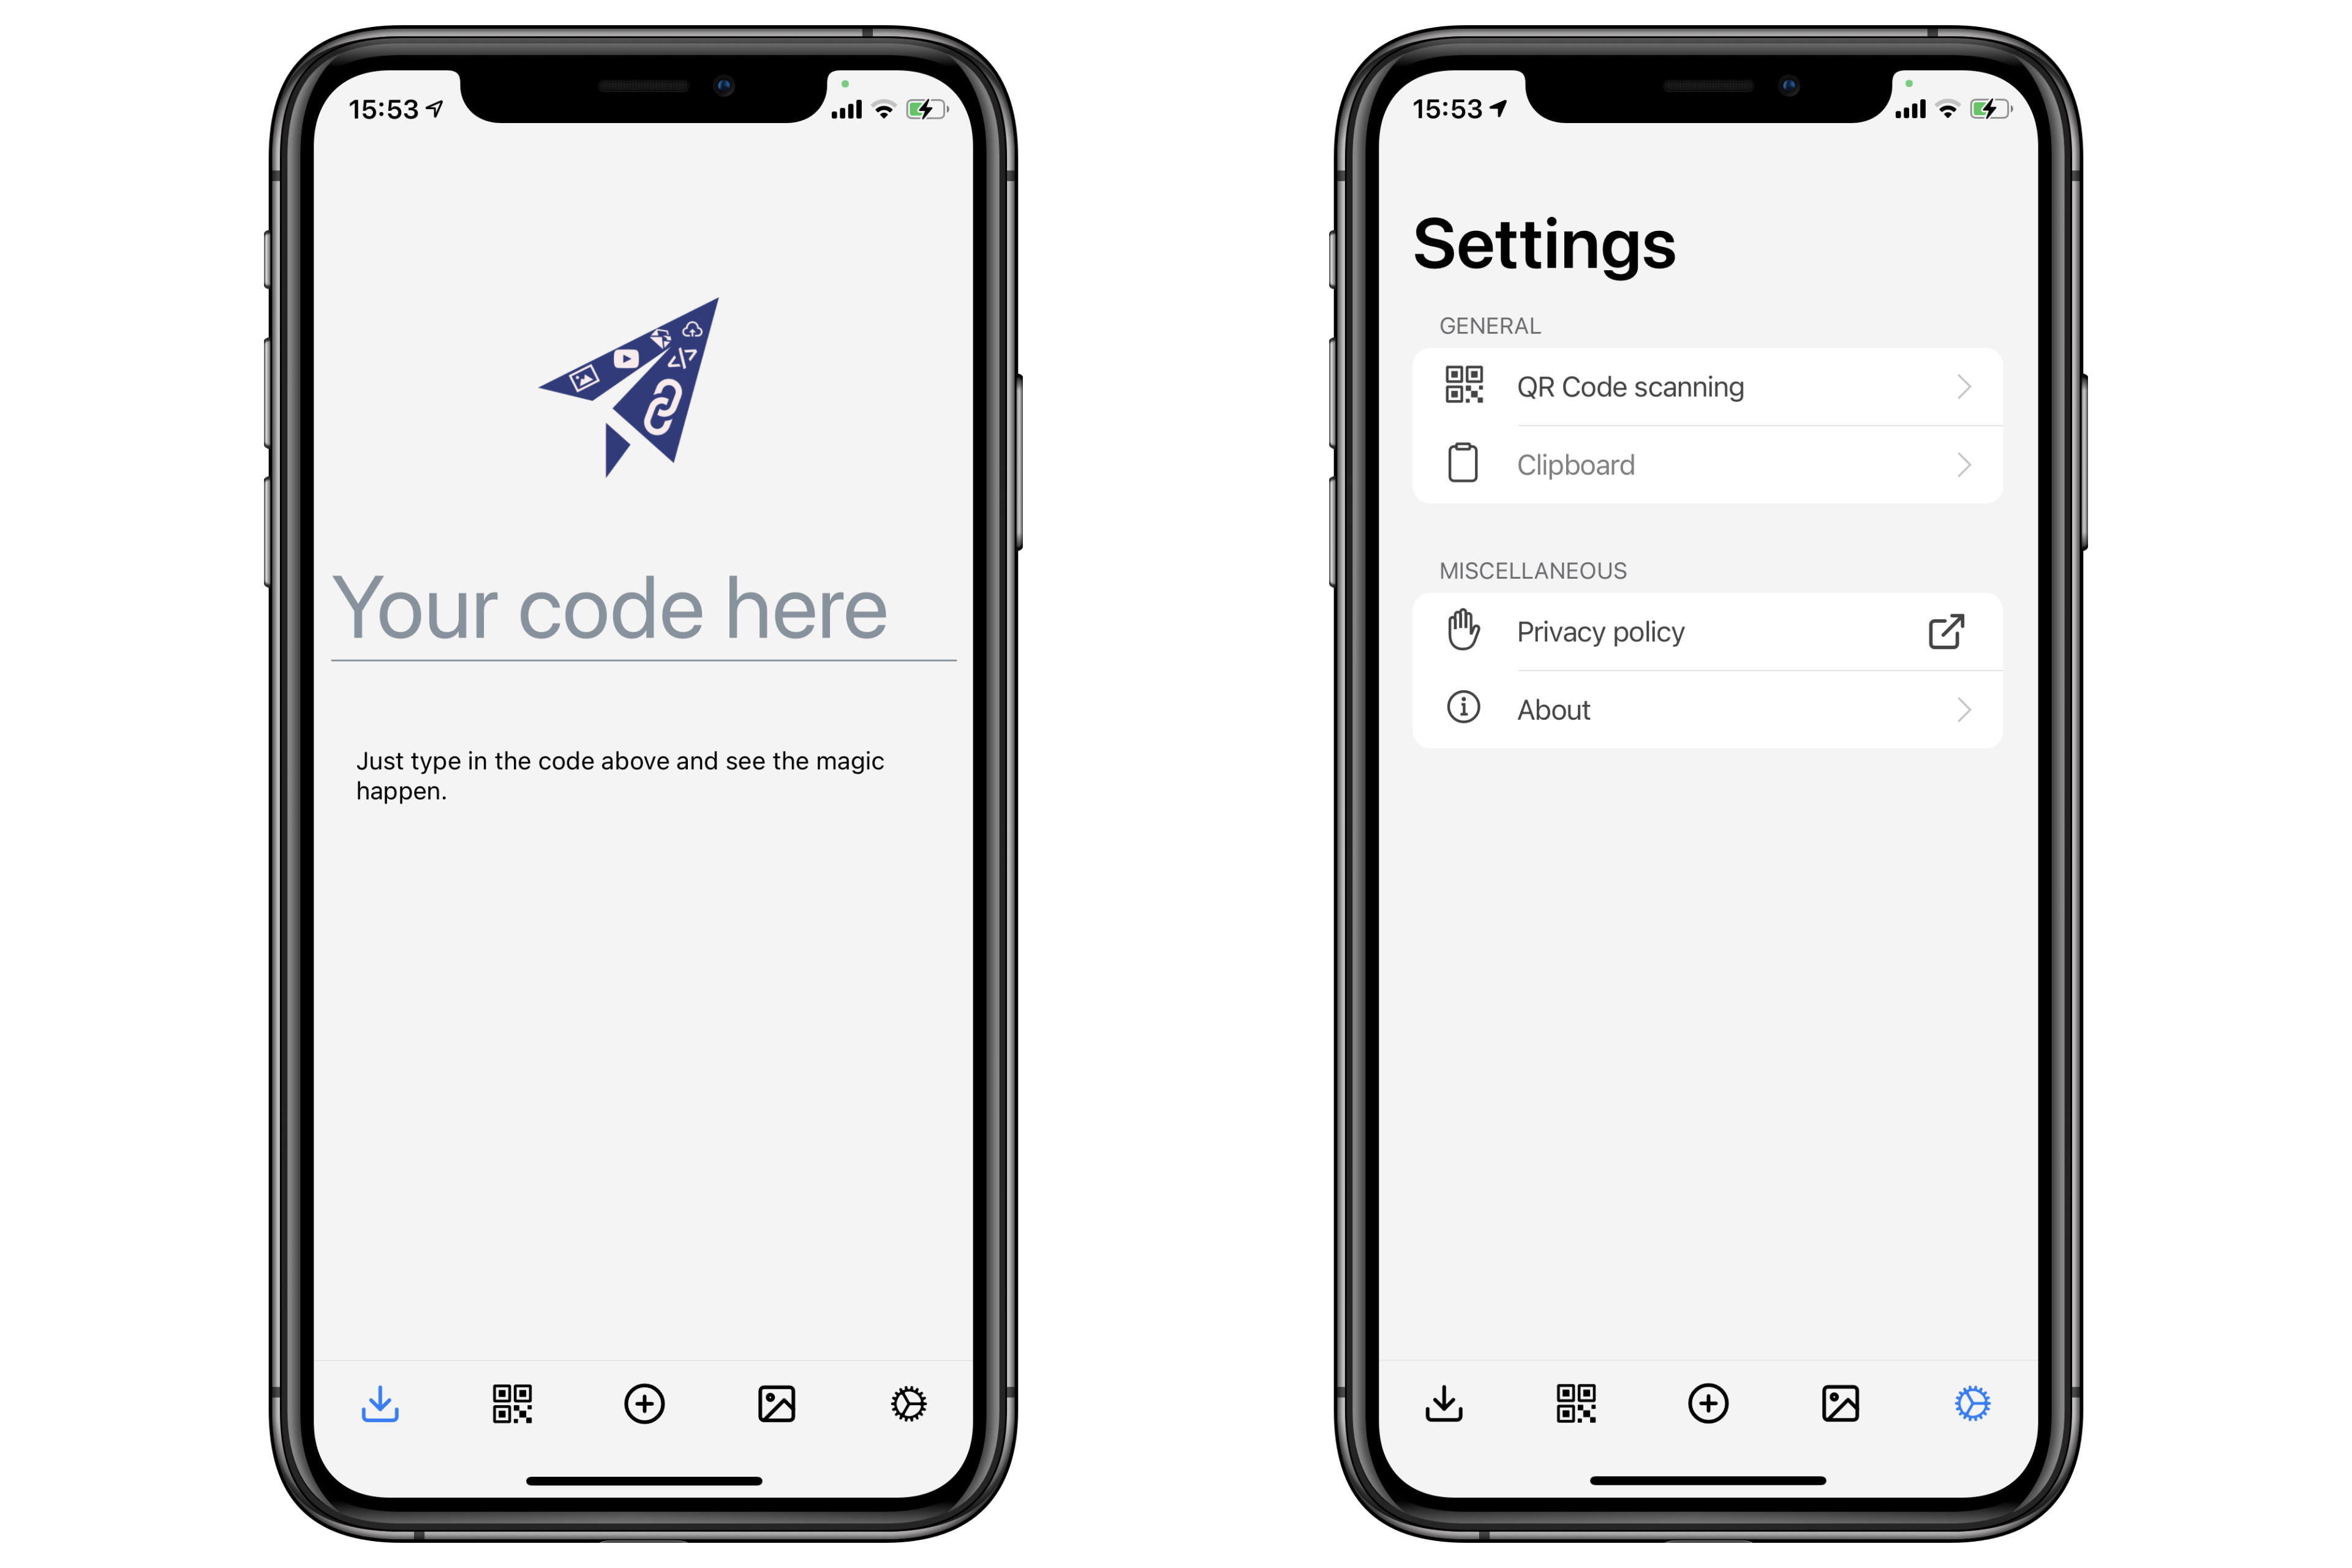 15:53
Your code here
Just type in the code above and see the magic
happen.
15:53
Settings
GENERAL
QR Code scanning
Clipboard
MISCELLANEOUS
Privacy policy
About